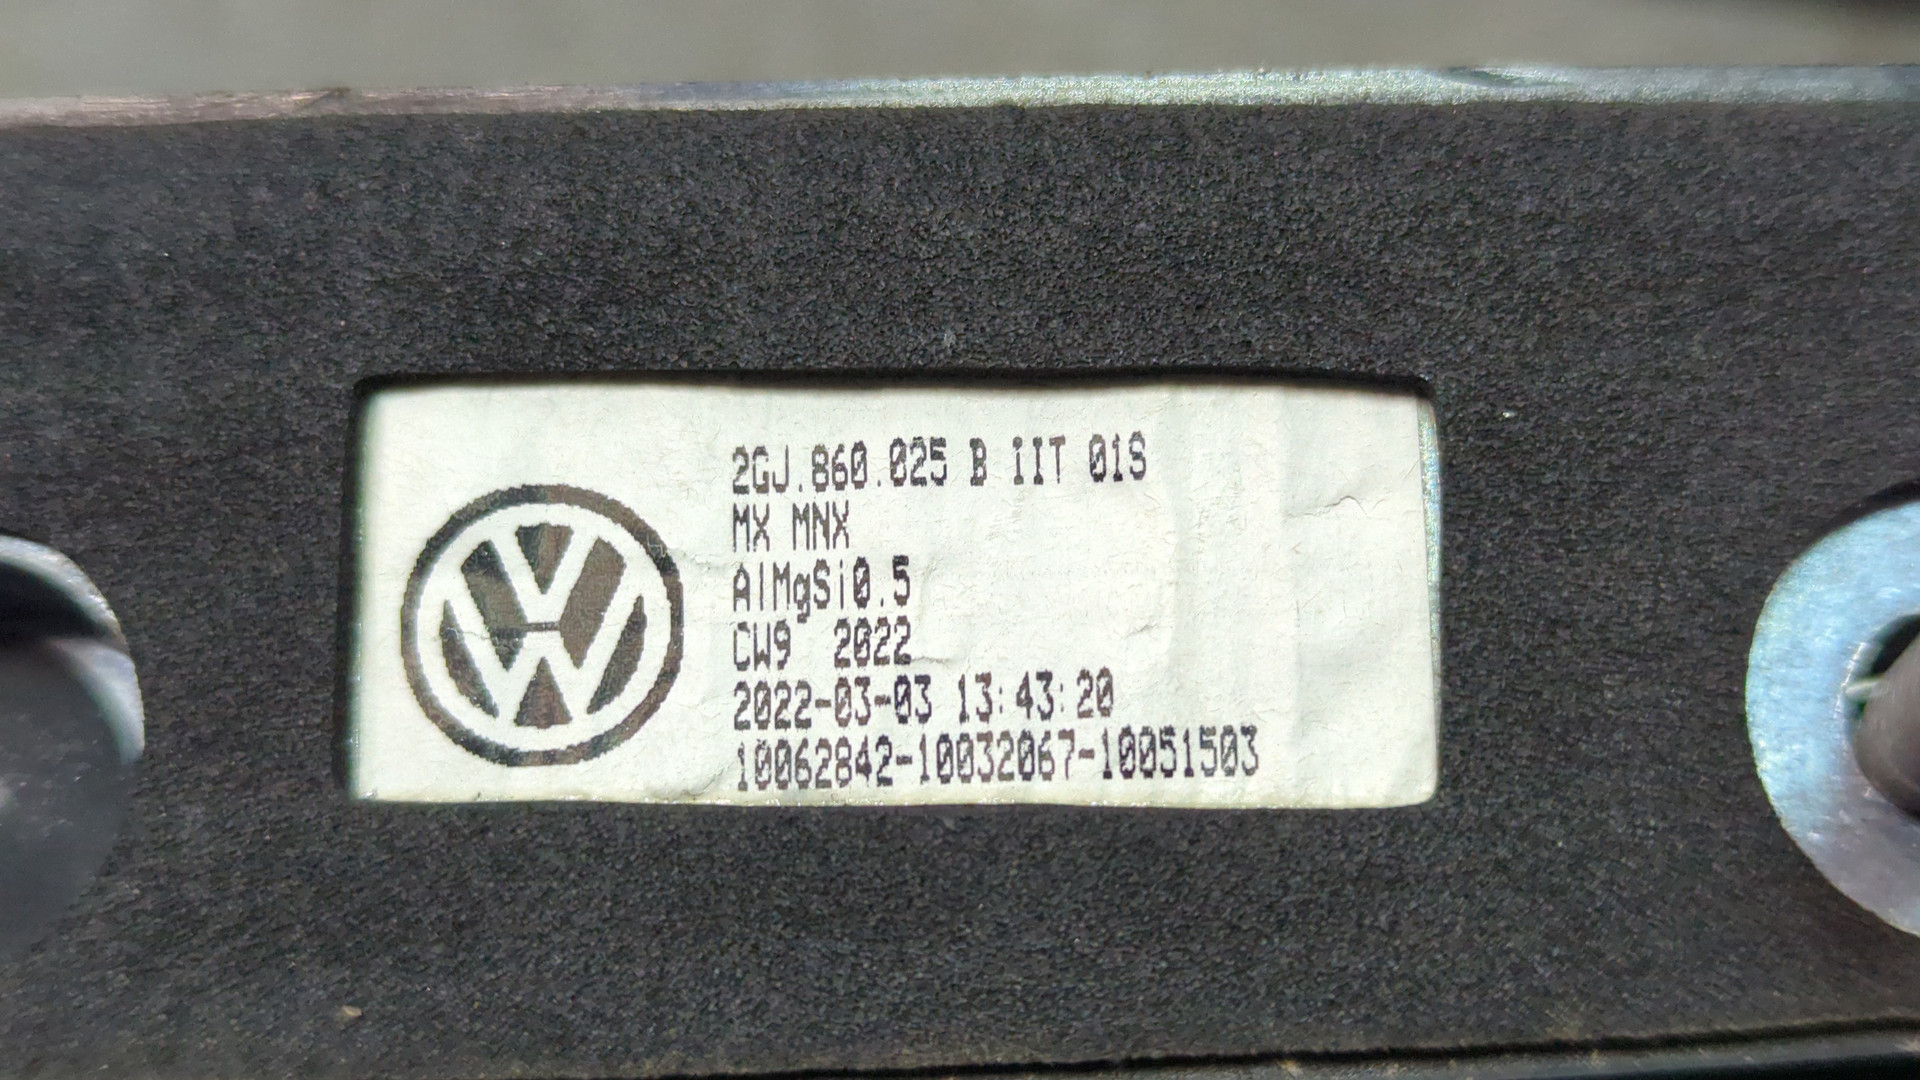 2GJ.860.025 B IIT 01S
MX MNX
AlMgSi0.5
CW9 2022
2022-03-03 13:43:20
10062842-10032067-10051503